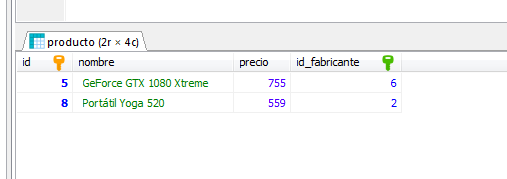 producto (2r × 4c)
id nombre precio id_fabricante
5 GeForce GTX 1080 Xtreme 755 6
8 Portátil Yoga 520 559 2